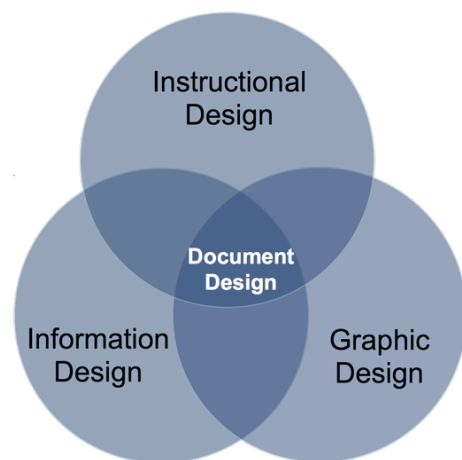 Instructional
Design
Document
Design
Information
Design
Graphic
Design